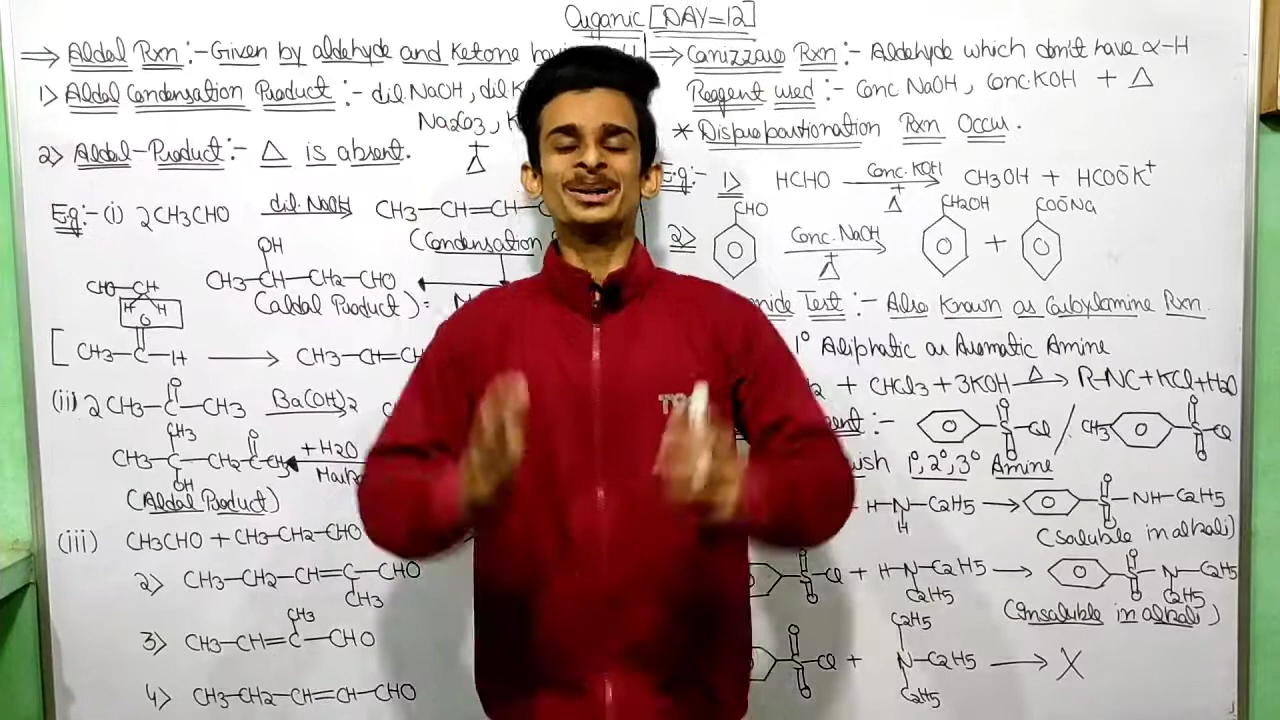 Organic [DAY=12]
⇒ Aldol Rxn :- Given by aldehyde and Ketone
1) Aldol Condensation Product :- dil. NaOH, dil
Na2CO3,
Δ
2) Aldol-Product :- Δ is absent.
E.g:- (i) 2CH3CHO dil. NaOH CH3—CH=CH—
(Condensation
OH
CH3—CH—CH2—CHO
(Aldol Product) :-
CHO—CH
H H
O
[ CH3—C—H → CH3—CH=CH
(ii) 2 CH3—C—CH3 Ba(OH)2
O
CH3
O
CH3—C—CH2—C—CH3 +H2O
OH
(Aldol Product)
(iii) CH3CHO + CH3—CH2—CHO
2) CH3—CH2—CH=C—CHO
CH3
CH3
3) CH3—CH=C—CHO
4) CH3—CH2—CH=CH—CHO
⇒ Canizzaro Rxn :- Aldehyde which don't have α-H
Reagent used :- Conc NaOH, Conc.KOH + Δ
* Disproportionation Rxn Occur.
E.g:- 1) HCHO Conc. KOH + Δ CH3OH + HCOO⁻K⁺
2) CHO Conc. NaOH + Δ CH2OH + COO⁻Na
Test :- Also Known as Carbylamine Rxn.
1° Aliphatic or Aromatic Amine
+ CHCl3 + 3KOH Δ→ R-NC + KCl + H2O
:- O S O Cl / CH3 O S O Cl
1°, 2°, 3° Amine
H—N—C2H5 → O S O NH—C2H5
H
(soluble in alkali)
O S O Cl + H—N—C2H5 → O S O N—C2H5
C2H5 C2H5
(Insoluble in alkali)
C2H5
O S O Cl + N—C2H5 → X
C2H5